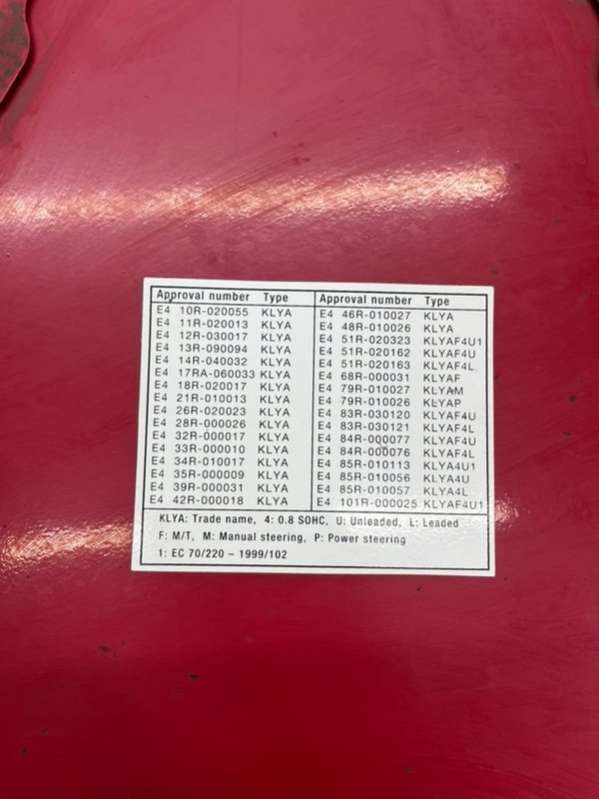 Approval number Type
E4 10R-020055 KLYA
E4 11R-020013 KLYA
E4 12R-030017 KLYA
E4 13R-090094 KLYA
E4 14R-040032 KLYA
E4 17RA-060033 KLYA
E4 18R-020017 KLYA
E4 21R-010013 KLYA
E4 26R-020023 KLYA
E4 28R-000026 KLYA
E4 32R-000017 KLYA
E4 33R-000010 KLYA
E4 34R-010017 KLYA
E4 35R-000009 KLYA
E4 39R-000031 KLYA
E4 42R-000018 KLYA
Approval number Type
E4 46R-010027 KLYA
E4 48R-010026 KLYA
E4 51R-020323 KLYAF4U1
E4 51R-020162 KLYAF4U
E4 51R-020163 KLYAF4L
E4 68R-000031 KLYAF
E4 79R-010027 KLYAM
E4 79R-010026 KLYAP
E4 83R-030120 KLYAF4U
E4 83R-030121 KLYAF4L
E4 84R-000077 KLYAF4U
E4 84R-000076 KLYAF4L
E4 85R-010113 KLYA4U1
E4 85R-010056 KLYA4U
E4 85R-010057 KLYA4L
E4 101R-000025 KLYAF4U1
KLYA: Trade name, 4: 0.8 SOHC, U: Unleaded, L: Leaded
F: M/T, M: Manual steering, P: Power steering
1: EC 70/220 - 1999/102